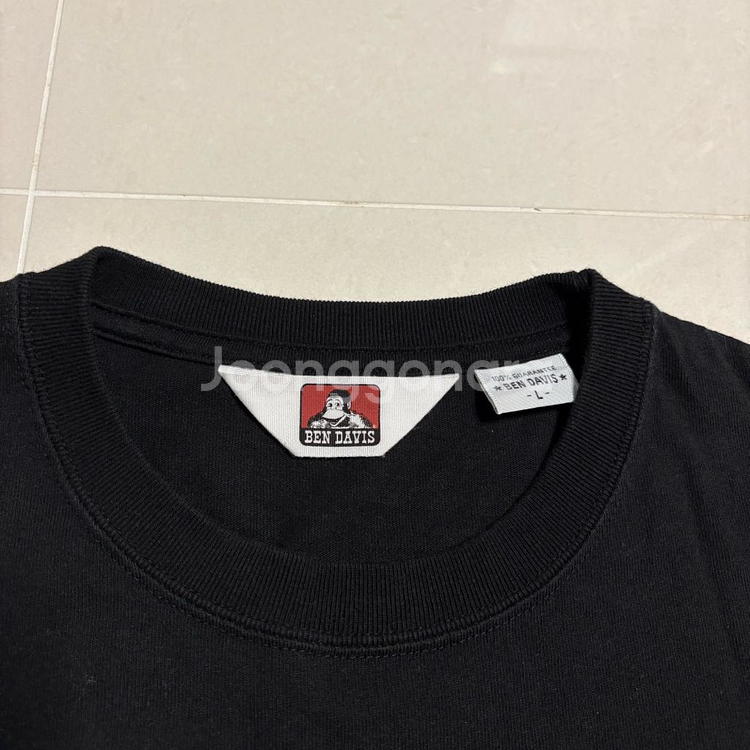 Joonggonara
BEN DAVIS
100% GUARANTEE
★ BEN DAVIS ★
- L -